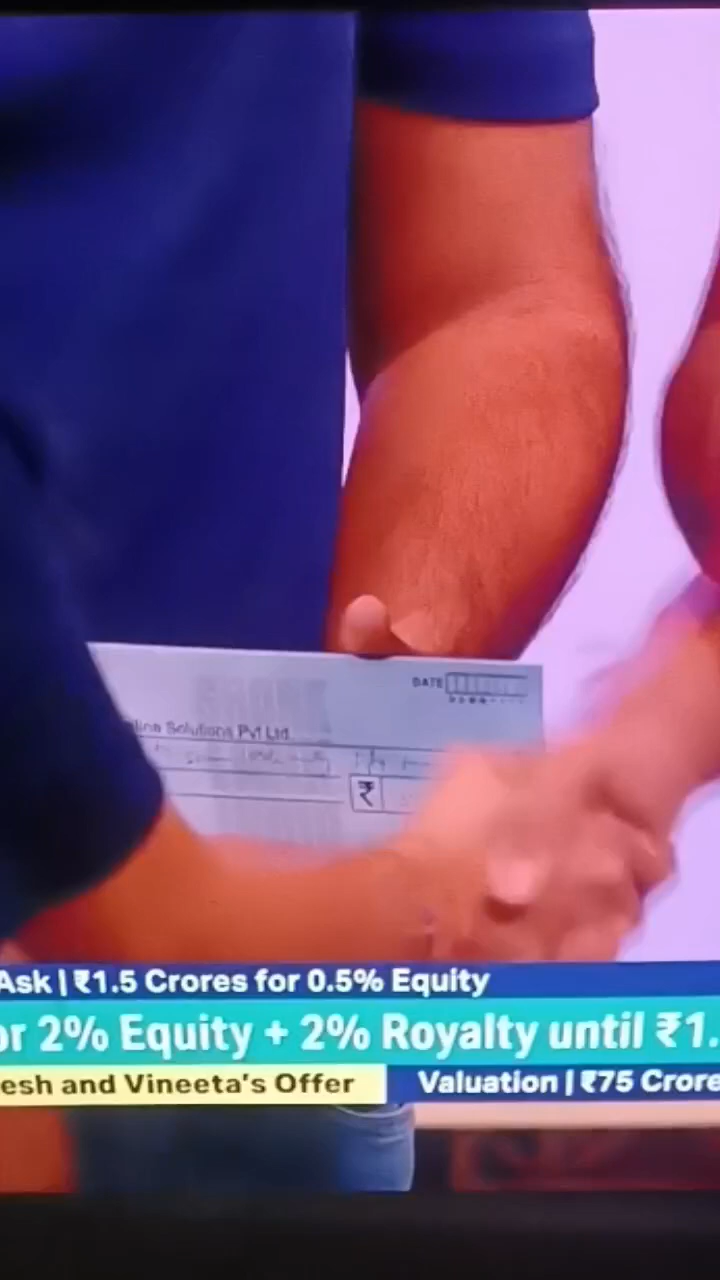 DATE
Solutions Pvt Ltd
₹
Ask | ₹1.5 Crores for 0.5% Equity
or 2% Equity + 2% Royalty until ₹1.
esh and Vineeta's Offer
Valuation | ₹75 Crore